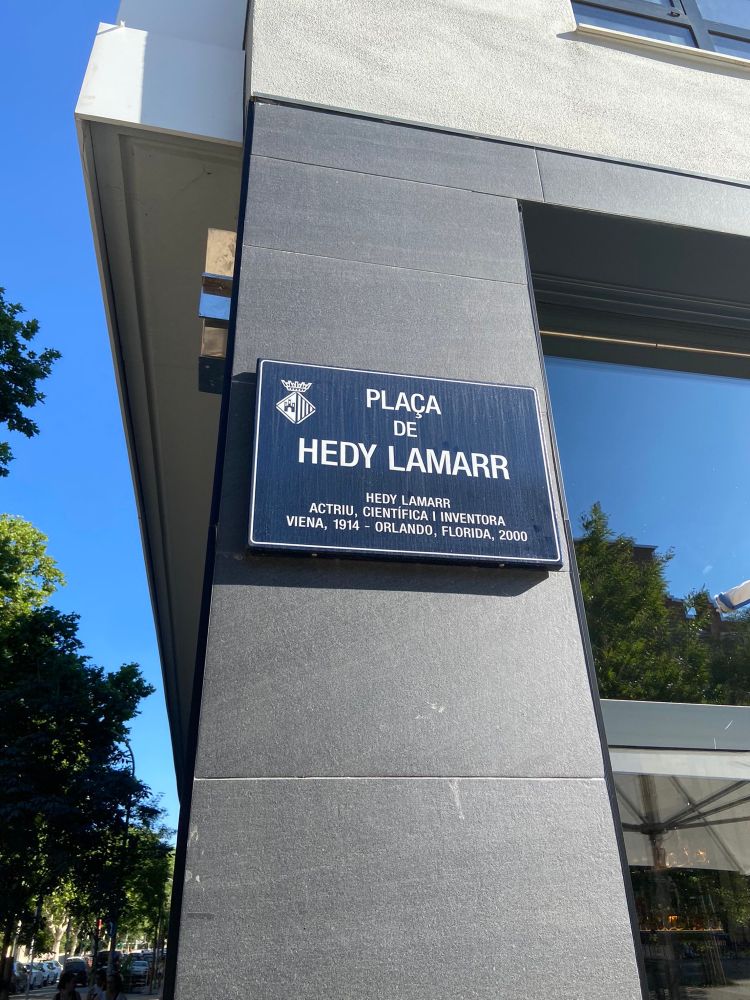 PLAÇA
DE
HEDY LAMARR
HEDY LAMARR
ACTRIU, CIENTÍFICA I INVENTORA
VIENA, 1914 - ORLANDO, FLORIDA, 2000